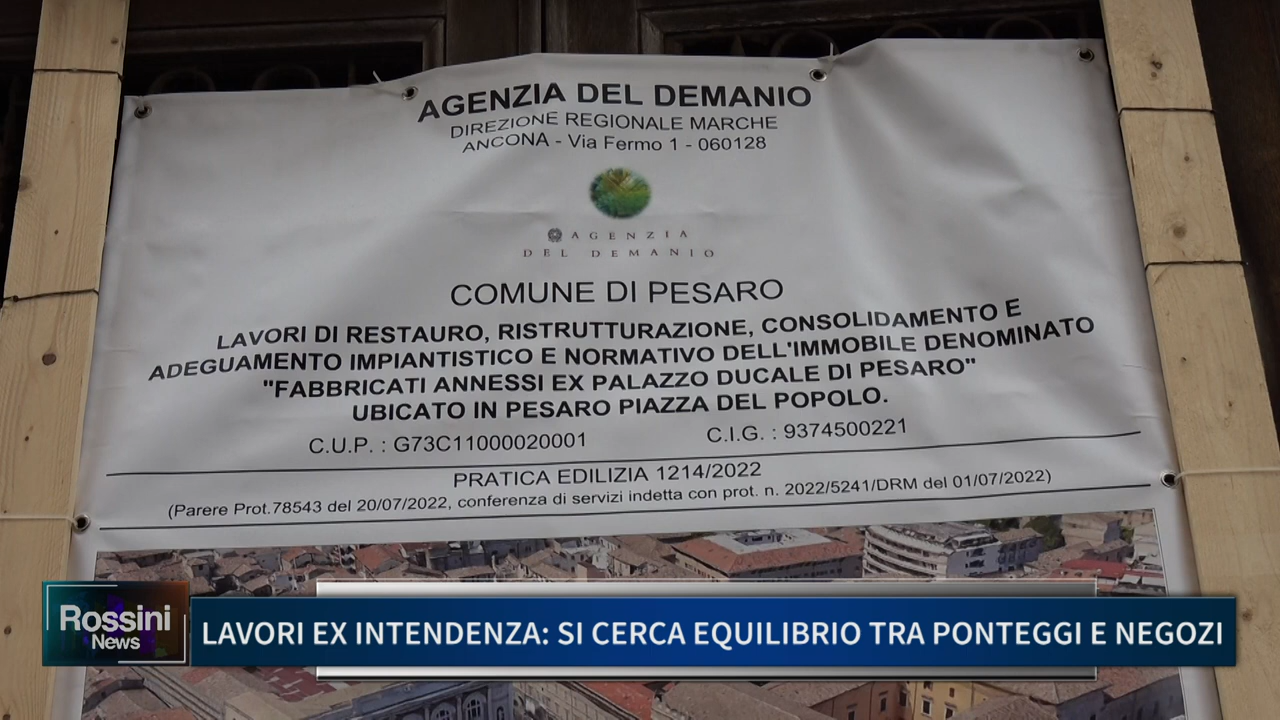 AGENZIA DEL DEMANIO
DIREZIONE REGIONALE MARCHE
ANCONA - Via Fermo 1 - 060128
AGENZIA
DEL DEMANIO
COMUNE DI PESARO
LAVORI DI RESTAURO, RISTRUTTURAZIONE, CONSOLIDAMENTO E
ADEGUAMENTO IMPIANTISTICO E NORMATIVO DELL'IMMOBILE DENOMINATO
"FABBRICATI ANNESSI EX PALAZZO DUCALE DI PESARO"
UBICATO IN PESARO PIAZZA DEL POPOLO.
C.U.P. : G73C11000020001 C.I.G. : 9374500221
PRATICA EDILIZIA 1214/2022
(Parere Prot.78543 del 20/07/2022, conferenza di servizi indetta con prot. n. 2022/5241/DRM del 01/07/2022)
Rossini
News
LAVORI EX INTENDENZA: SI CERCA EQUILIBRIO TRA PONTEGGI E NEGOZI